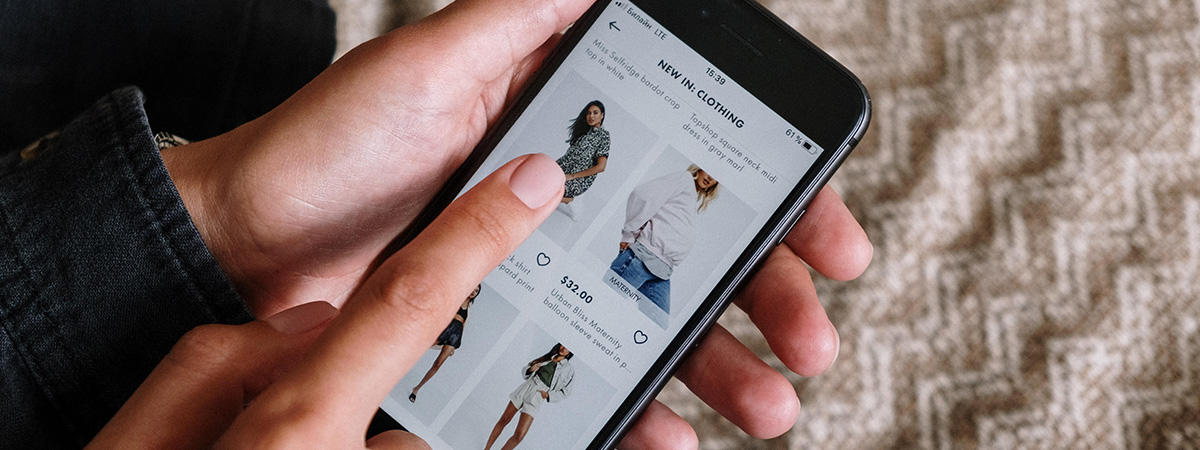 Билайн LTE
15:39
61 %
NEW IN: CLOTHING
Miss Selfridge bardot crop
top in white
Topshop square neck midi
dress in gray marl
MATERNITY
ck shirt
pard print
$32.00
Urban Bliss Maternity
balloon sleeve sweat in p...